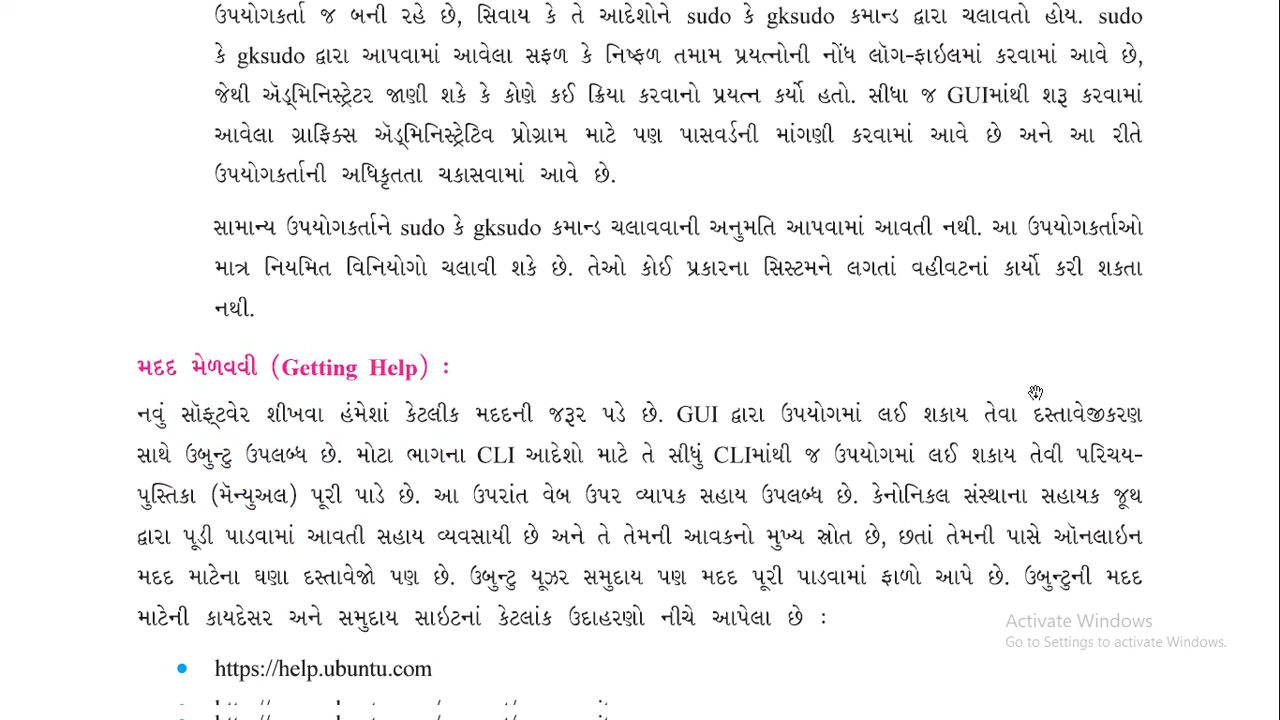 ઉપયોગકર્તા જ બની રહે છે, સિવાય કે તે આદેશોને sudo કે gksudo કમાન્ડ દ્વારા ચલાવતો હોય. sudo
કે gksudo દ્વારા આપવામાં આવેલા સફળ કે નિષ્ફળ તમામ પ્રયત્નોની નોંધ લૉગ-ફાઇલમાં કરવામાં આવે છે,
જેથી ઍડ્મિનિસ્ટ્રેટર જાણી શકે કે કોણે કઈ ક્રિયા કરવાનો પ્રયત્ન કર્યો હતો. સીધા જ GUIમાંથી શરૂ કરવામાં
આવેલા ગ્રાફિક્સ ઍડ્મિનિસ્ટ્રેટિવ પ્રોગ્રામ માટે પણ પાસવર્ડની માંગણી કરવામાં આવે છે અને આ રીતે
ઉપયોગકર્તાની અધિકૃતતા ચકાસવામાં આવે છે.
સામાન્ય ઉપયોગકર્તાને sudo કે gksudo કમાન્ડ ચલાવવાની અનુમતિ આપવામાં આવતી નથી. આ ઉપયોગકર્તાઓ
માત્ર નિયમિત વિનિયોગો ચલાવી શકે છે. તેઓ કોઈ પ્રકારના સિસ્ટમને લગતાં વહીવટનાં કાર્યો કરી શકતા
નથી.
મદદ મેળવવી (Getting Help) :
નવું સૉફ્ટવેર શીખવા હંમેશાં કેટલીક મદદની જરૂર પડે છે. GUI દ્વારા ઉપયોગમાં લઈ શકાય તેવા દસ્તાવેજીકરણ
સાથે ઉબુન્ટુ ઉપલબ્ધ છે. મોટા ભાગના CLI આદેશો માટે તે સીધું CLIમાંથી જ ઉપયોગમાં લઈ શકાય તેવી પરિચય-
પુસ્તિકા (મૅન્યુઅલ) પૂરી પાડે છે. આ ઉપરાંત વેબ ઉપર વ્યાપક સહાય ઉપલબ્ધ છે. કેનોનિકલ સંસ્થાના સહાયક જૂથ
દ્વારા પૂડી પાડવામાં આવતી સહાય વ્યવસાયી છે અને તે તેમની આવકનો મુખ્ય સ્રોત છે, છતાં તેમની પાસે ઑનલાઇન
મદદ માટેના ઘણા દસ્તાવેજો પણ છે. ઉબુન્ટુ યૂઝર સમુદાય પણ મદદ પૂરી પાડવામાં ફાળો આપે છે. ઉબુન્ટુની મદદ
માટેની કાયદેસર અને સમુદાય સાઇટનાં કેટલાંક ઉદાહરણો નીચે આપેલા છે :
Activate Windows
Go to Settings to activate Windows.
• https://help.ubuntu.com